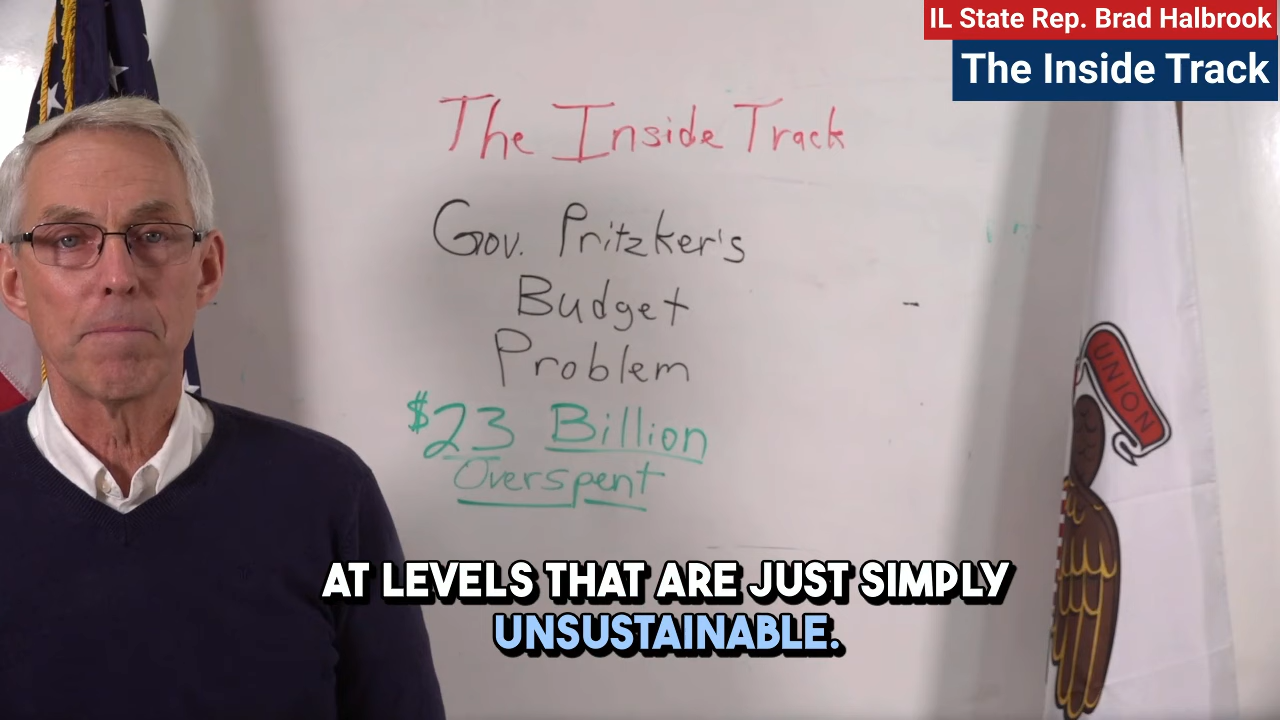 IL State Rep. Brad Halbrook
The Inside Track
The Inside Track
Gov. Pritzker's
Budget
Problem
$23 Billion
Overspent
UNION
AT LEVELS THAT ARE JUST SIMPLY
UNSUSTAINABLE.